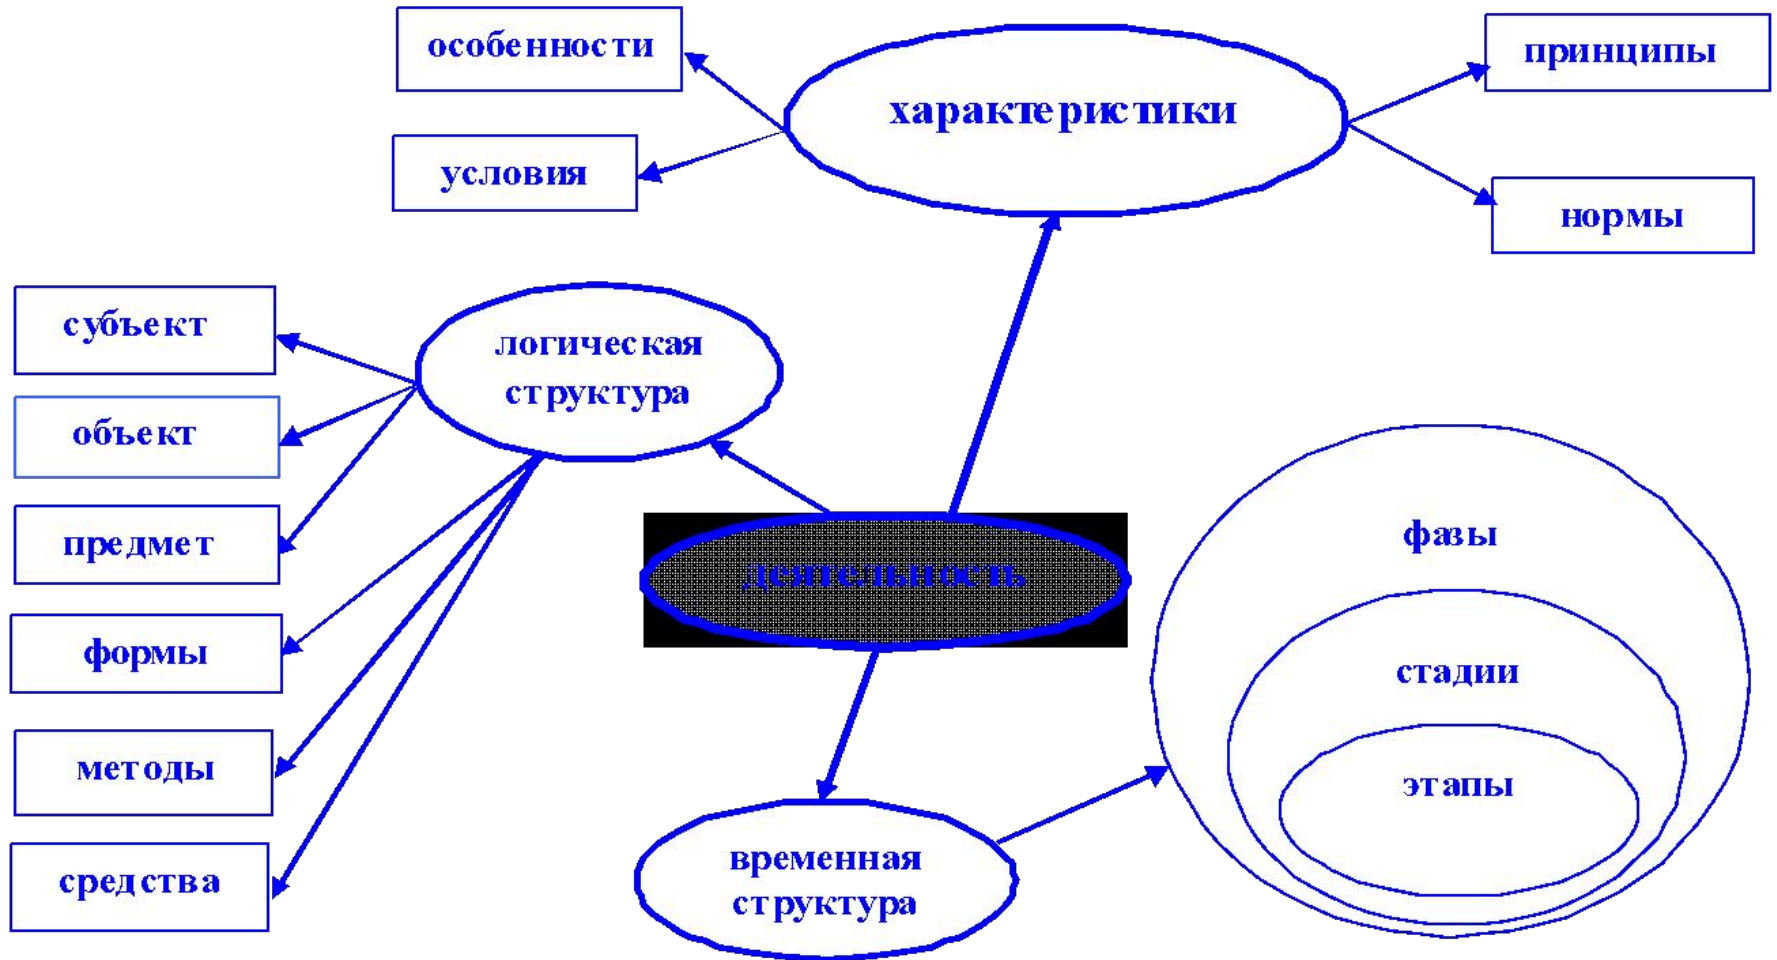 особенности
характеристики
принципы
условия
нормы
субъект
логическая
структура
объект
предмет
деятельность
фазы
формы
стадии
методы
этапы
средства
временная
структура